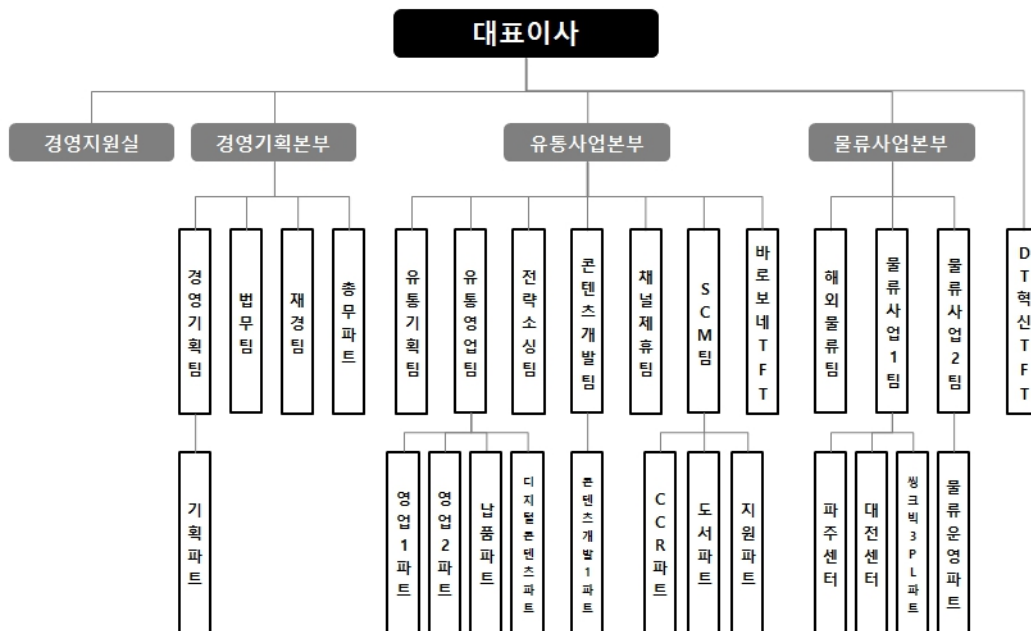 대표이사
경영지원실
경영기획본부
유통사업본부
물류사업본부
경영기획팀
법무팀
재경팀
총무파트
유통기획팀
유통영업팀
전략소싱팀
콘텐츠개발팀
채널제휴팀
SCM팀
바로보네TFT
해외물류팀
물류사업1팀
물류사업2팀
DT혁신TFT
기획파트
영업1파트
영업2파트
납품파트
디지털콘텐츠파트
콘텐츠개발1파트
CCR파트
도서파트
지원파트
파주센터
대전센터
씽크빅3PL파트
물류운영파트